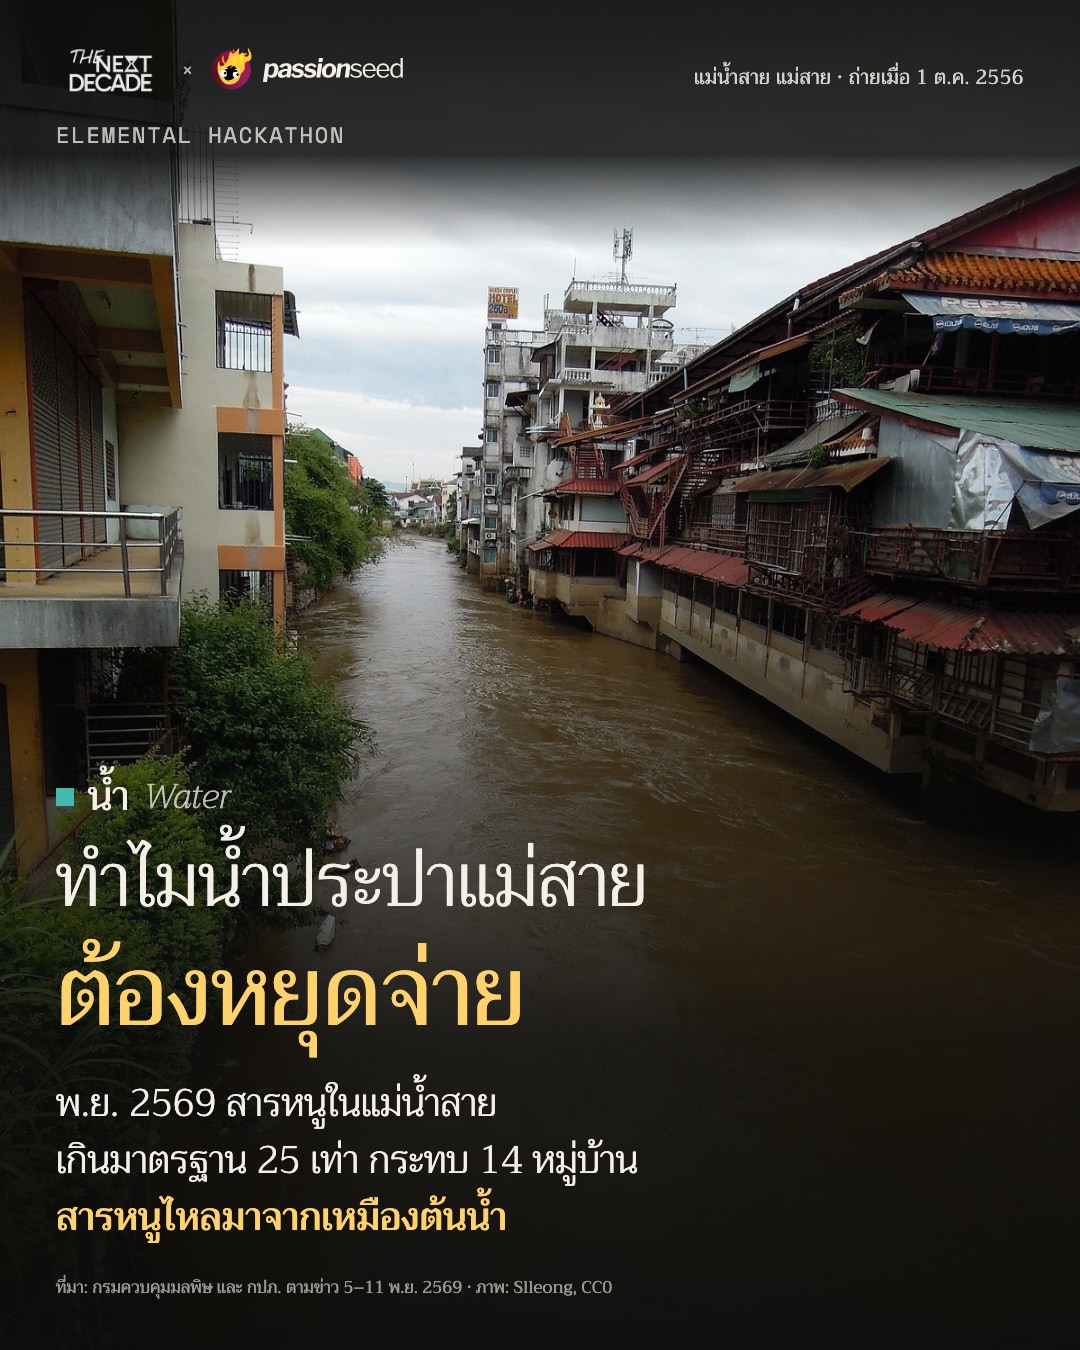 THE NEXT DECADE × passionseed
แม่น้ำสาย แม่สาย · ถ่ายเมื่อ 1 ต.ค. 2556
ELEMENTAL HACKATHON
HOTEL
PEPSI
น้ำ Water
ทำไมน้ำประปาแม่สาย
ต้องหยุดจ่าย
พ.ย. 2569 สารหนูในแม่น้ำสาย
เกินมาตรฐาน 25 เท่า กระทบ 14 หมู่บ้าน
สารหนูไหลมาจากเหมืองต้นน้ำ
ที่มา: กรมควบคุมมลพิษ และ กปภ. ตามข่าว 5–11 พ.ย. 2569 · ภาพ: Slleong, CC0